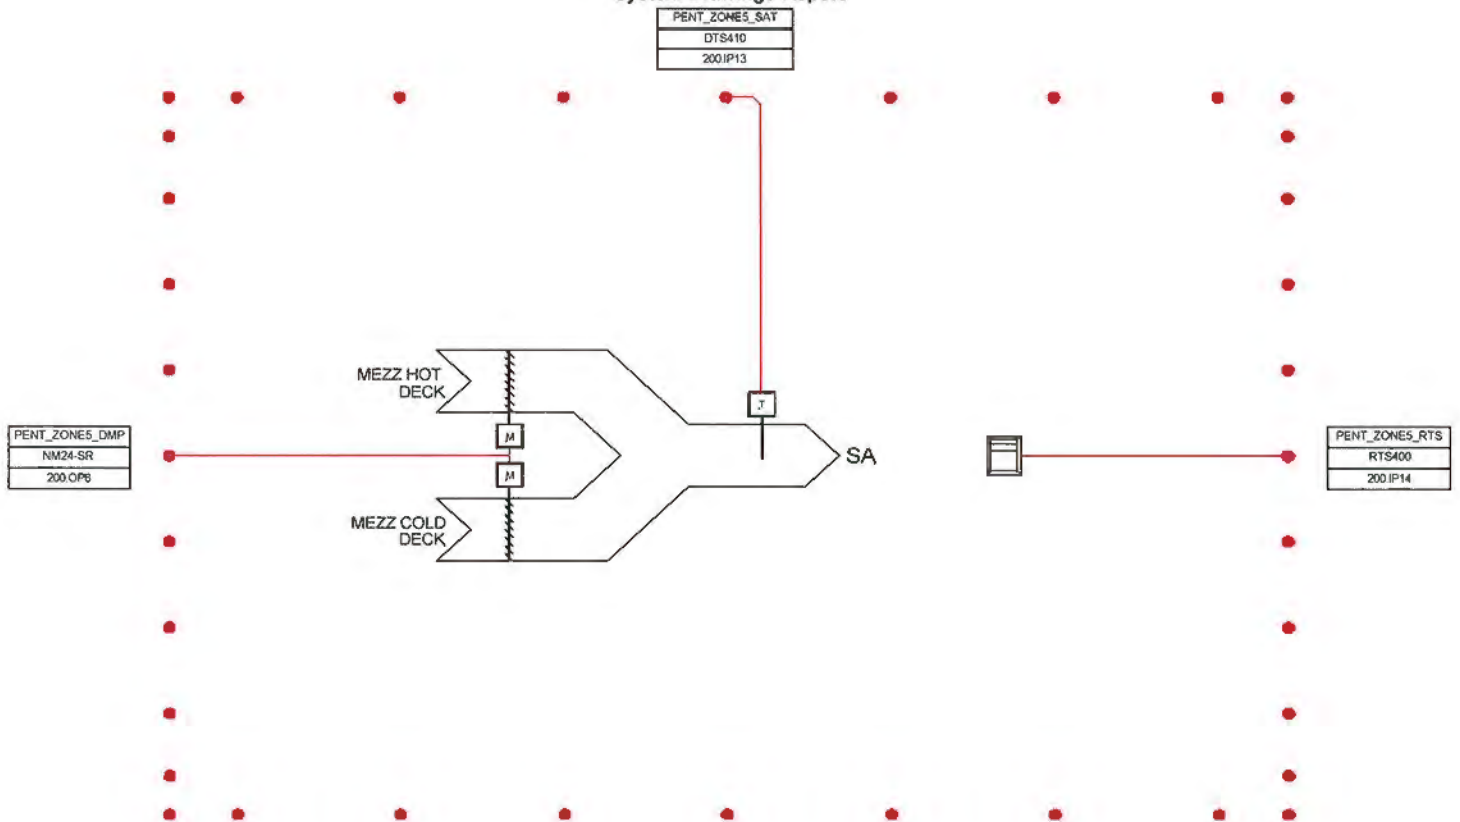 PENT_ZONE5_SAT
DTS410
200.IP13
MEZZ HOT
DECK
T
M
PENT_ZONE5_DMP
NM24-SR
200.OP6
M
SA
PENT_ZONE5_RTS
RTS400
200.IP14
MEZZ COLD
DECK